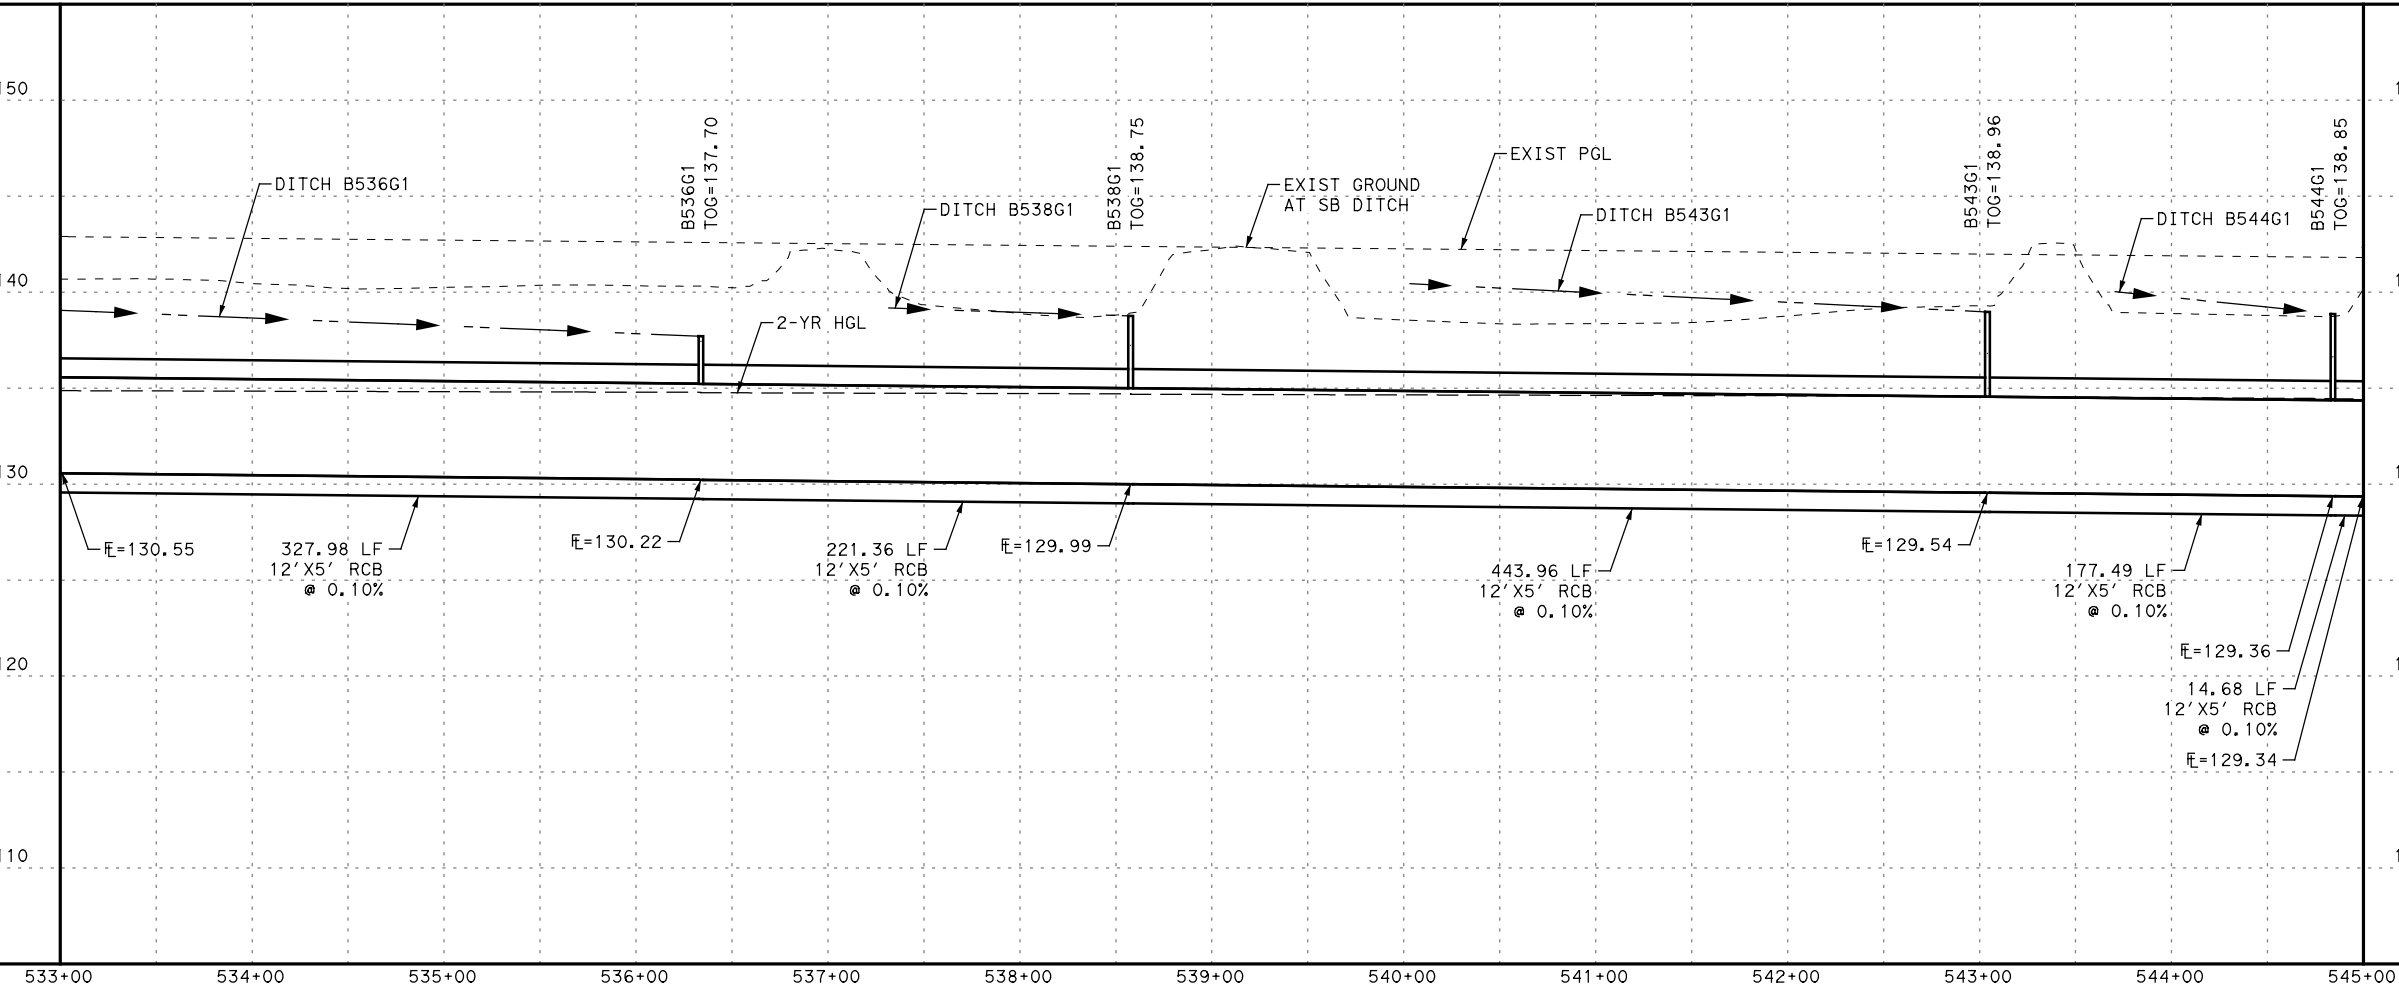 150
140
130
120
110
B536G1
TOG=137.70
B538G1
TOG=138.75
B543G1
TOG=138.96
B544G1
TOG=138.85
DITCH B536G1
2-YR HGL
DITCH B538G1
EXIST GROUND
AT SB DITCH
EXIST PGL
DITCH B543G1
DITCH B544G1
FL=130.55
327.98 LF
12'X5' RCB
@ 0.10%
FL=130.22
221.36 LF
12'X5' RCB
@ 0.10%
FL=129.99
443.96 LF
12'X5' RCB
@ 0.10%
FL=129.54
177.49 LF
12'X5' RCB
@ 0.10%
FL=129.36
14.68 LF
12'X5' RCB
@ 0.10%
FL=129.34
533+00 534+00 535+00 536+00 537+00 538+00 539+00 540+00 541+00 542+00 543+00 544+00 545+00